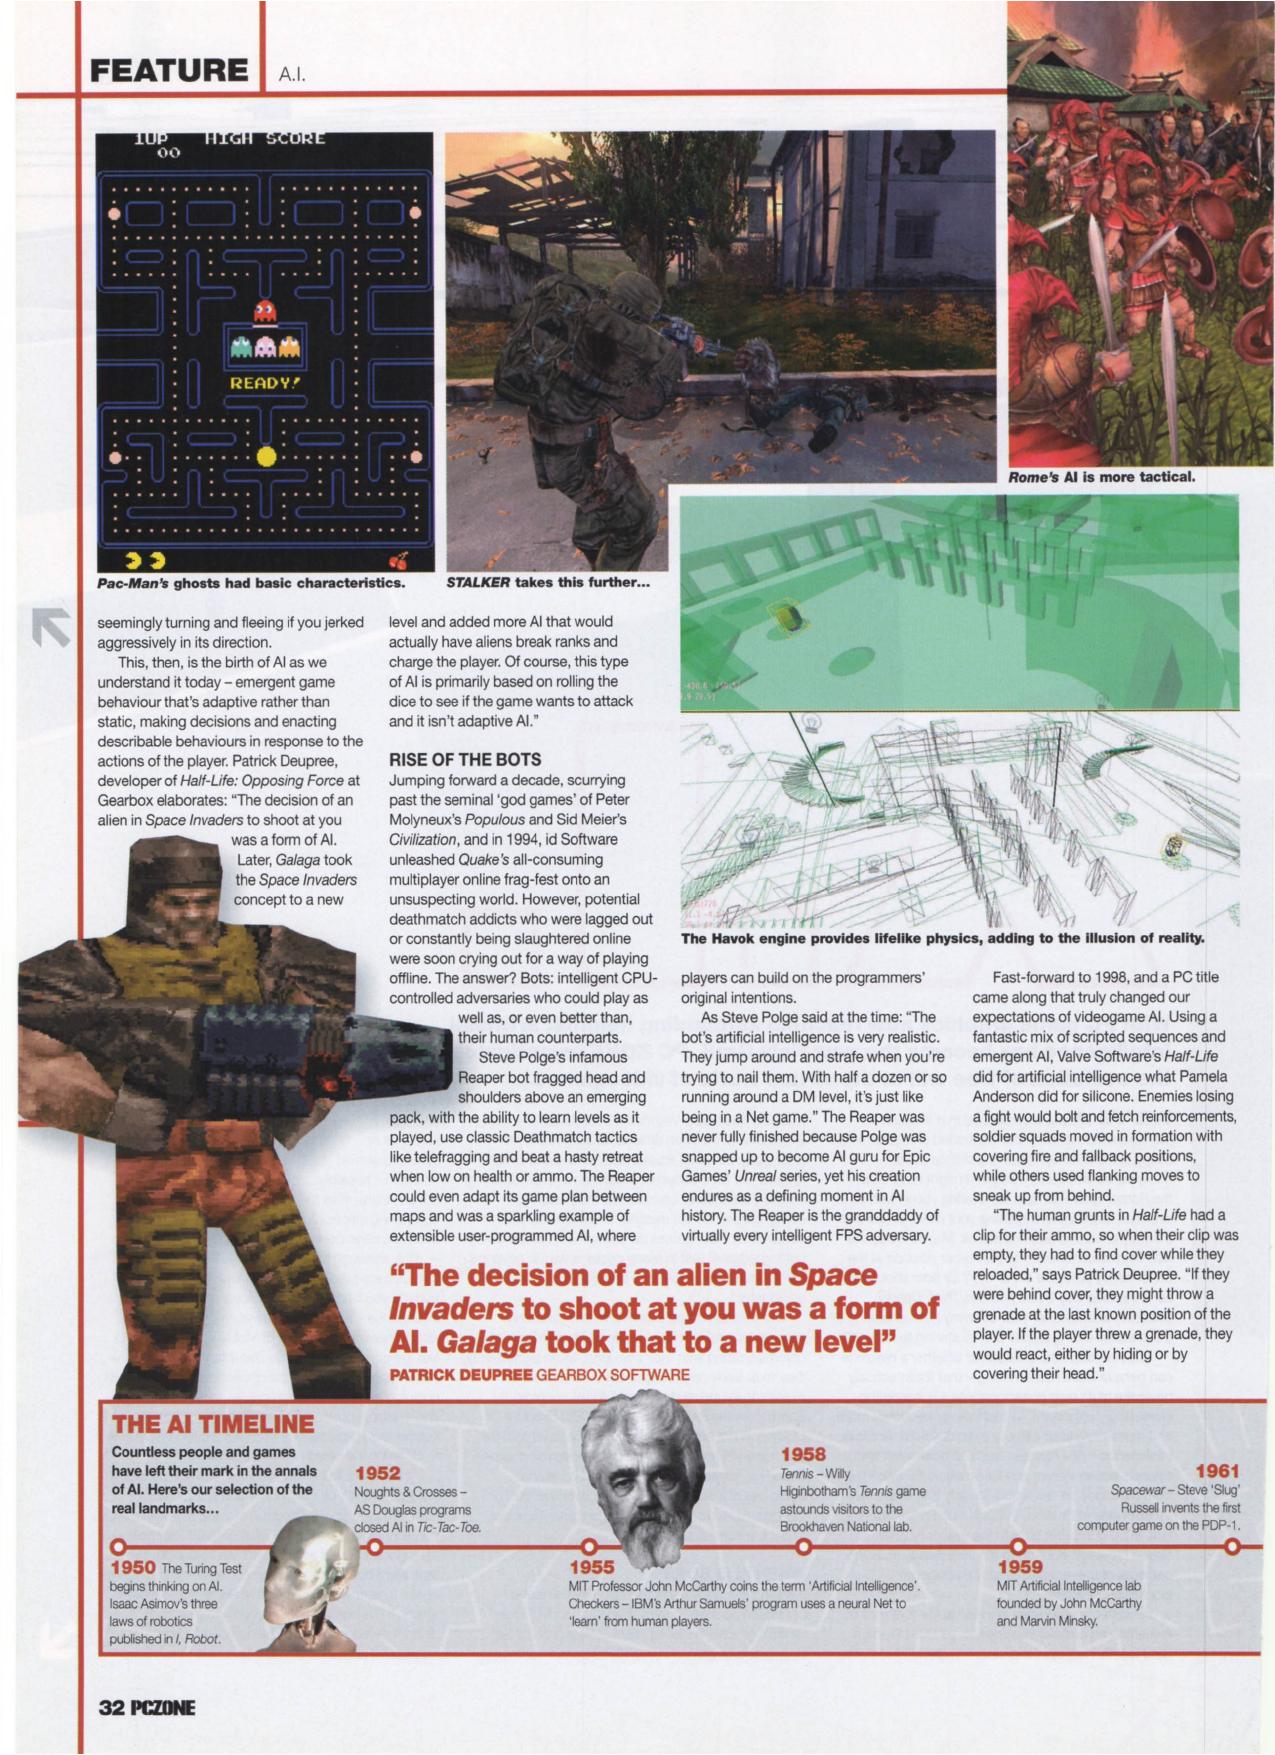 FEATURE A.I.
1UP HIGH SCORE
00
READY!
Rome's AI is more tactical.
Pac-Man's ghosts had basic characteristics.
STALKER takes this further...
seemingly turning and fleeing if you jerked
aggressively in its direction.
This, then, is the birth of AI as we
understand it today – emergent game
behaviour that's adaptive rather than
static, making decisions and enacting
describable behaviours in response to the
actions of the player. Patrick Deupree,
developer of Half-Life: Opposing Force at
Gearbox elaborates: “The decision of an
alien in Space Invaders to shoot at you
was a form of AI.
Later, Galaga took
the Space Invaders
concept to a new
level and added more AI that would
actually have aliens break ranks and
charge the player. Of course, this type
of AI is primarily based on rolling the
dice to see if the game wants to attack
and it isn't adaptive AI.”
RISE OF THE BOTS
Jumping forward a decade, scurrying
past the seminal ‘god games’ of Peter
Molyneux's Populous and Sid Meier's
Civilization, and in 1994, id Software
unleashed Quake's all-consuming
multiplayer online frag-fest onto an
unsuspecting world. However, potential
deathmatch addicts who were lagged out
or constantly being slaughtered online
were soon crying out for a way of playing
offline. The answer? Bots: intelligent CPU-
controlled adversaries who could play as
well as, or even better than,
their human counterparts.
Steve Polge's infamous
Reaper bot fragged head and
shoulders above an emerging
pack, with the ability to learn levels as it
played, use classic Deathmatch tactics
like telefragging and beat a hasty retreat
when low on health or ammo. The Reaper
could even adapt its game plan between
maps and was a sparkling example of
extensible user-programmed AI, where
The Havok engine provides lifelike physics, adding to the illusion of reality.
players can build on the programmers'
original intentions.
As Steve Polge said at the time: “The
bot's artificial intelligence is very realistic.
They jump around and strafe when you're
trying to nail them. With half a dozen or so
running around a DM level, it's just like
being in a Net game.” The Reaper was
never fully finished because Polge was
snapped up to become AI guru for Epic
Games' Unreal series, yet his creation
endures as a defining moment in AI
history. The Reaper is the granddaddy of
virtually every intelligent FPS adversary.
Fast-forward to 1998, and a PC title
came along that truly changed our
expectations of videogame AI. Using a
fantastic mix of scripted sequences and
emergent AI, Valve Software's Half-Life
did for artificial intelligence what Pamela
Anderson did for silicone. Enemies losing
a fight would bolt and fetch reinforcements,
soldier squads moved in formation with
covering fire and fallback positions,
while others used flanking moves to
sneak up from behind.
“The human grunts in Half-Life had a
clip for their ammo, so when their clip was
empty, they had to find cover while they
reloaded,” says Patrick Deupree. “If they
were behind cover, they might throw a
grenade at the last known position of the
player. If the player threw a grenade, they
would react, either by hiding or by
covering their head.”
“The decision of an alien in Space
Invaders to shoot at you was a form of
AI. Galaga took that to a new level”
PATRICK DEUPREE GEARBOX SOFTWARE
THE AI TIMELINE
Countless people and games
have left their mark in the annals
of AI. Here's our selection of the
real landmarks...
1950 The Turing Test
begins thinking on AI.
Isaac Asimov's three
laws of robotics
published in I, Robot.
1952
Noughts & Crosses –
AS Douglas programs
closed AI in Tic-Tac-Toe.
1955
MIT Professor John McCarthy coins the term ‘Artificial Intelligence’.
Checkers – IBM's Arthur Samuels' program uses a neural Net to
‘learn’ from human players.
1958
Tennis – Willy
Higinbotham's Tennis game
astounds visitors to the
Brookhaven National lab.
1959
MIT Artificial Intelligence lab
founded by John McCarthy
and Marvin Minsky.
1961
Spacewar – Steve ‘Slug’
Russell invents the first
computer game on the PDP-1.
32 PCZONE